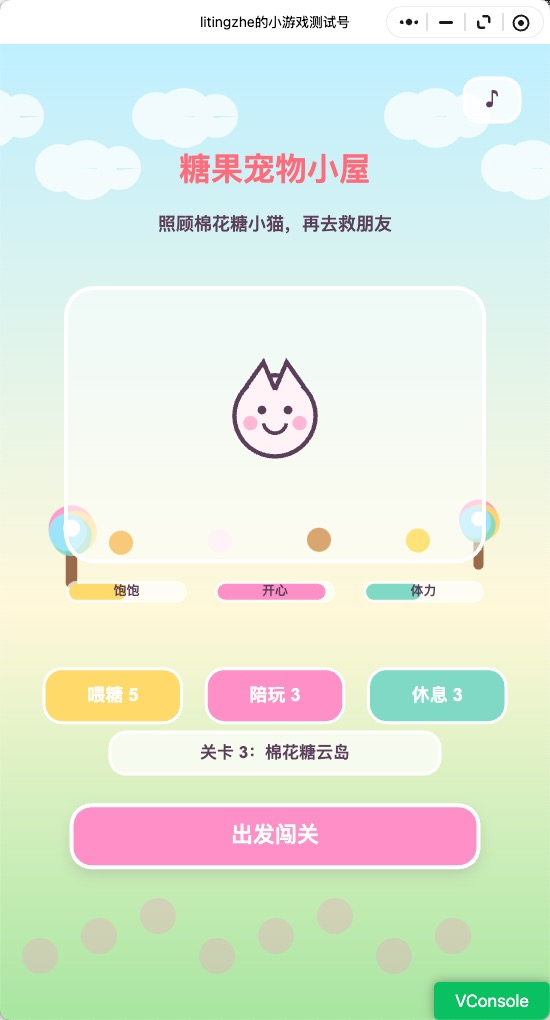 litingzhe的小游戏测试号
糖果宠物小屋
照顾棉花糖小猫，再去救朋友
饱饱
开心
体力
喂糖 5
陪玩 3
休息 3
关卡 3：棉花糖云岛
出发闯关
VConsole